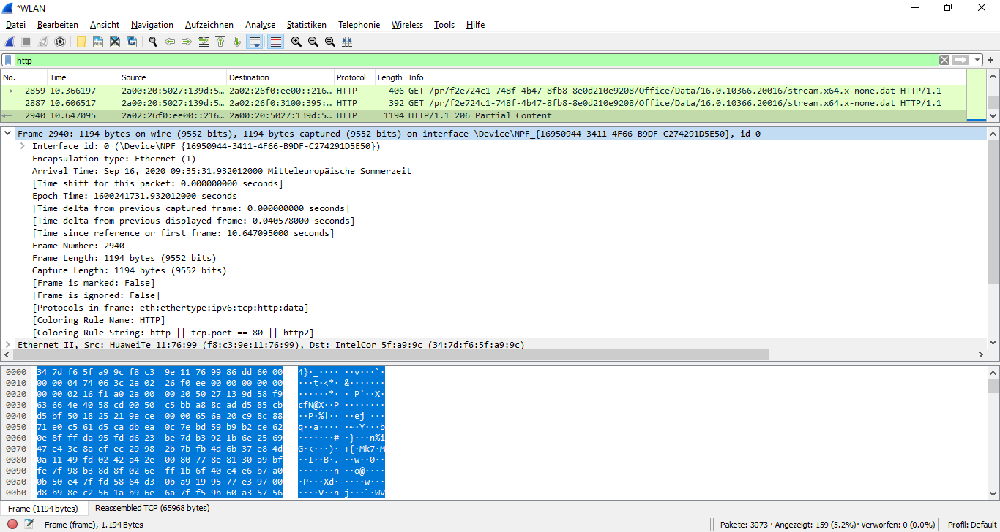 *WLAN
Datei Bearbeiten Ansicht Navigation Aufzeichnen Analyse Statistiken Telephonie Wireless Tools Hilfe
http
No. Time Source Destination Protocol Length Info
2859 10.366197 2a00:20:5027:139d:5… 2a02:26f0:ee00::216… HTTP 406 GET /pr/f2e724c1-748f-4b47-8fb8-8e0d210e9208/Office/Data/16.0.10366.20016/stream.x64.x-none.dat HTTP/1.1
2887 10.606517 2a00:20:5027:139d:5… 2a02:26f0:3100:395:… HTTP 392 GET /pr/f2e724c1-748f-4b47-8fb8-8e0d210e9208/Office/Data/16.0.10366.20016/stream.x64.x-none.dat HTTP/1.1
2940 10.647095 2a02:26f0:ee00::216… 2a00:20:5027:139d:5… HTTP 1194 HTTP/1.1 206 Partial Content
Frame 2940: 1194 bytes on wire (9552 bits), 1194 bytes captured (9552 bits) on interface \Device\NPF_{16950944-3411-4F66-B9DF-C274291D5E50}, id 0
Interface id: 0 (\Device\NPF_{16950944-3411-4F66-B9DF-C274291D5E50})
Encapsulation type: Ethernet (1)
Arrival Time: Sep 16, 2020 09:35:31.932012000 Mitteleuropäische Sommerzeit
[Time shift for this packet: 0.000000000 seconds]
Epoch Time: 1600241731.932012000 seconds
[Time delta from previous captured frame: 0.000000000 seconds]
[Time delta from previous displayed frame: 0.040578000 seconds]
[Time since reference or first frame: 10.647095000 seconds]
Frame Number: 2940
Frame Length: 1194 bytes (9552 bits)
Capture Length: 1194 bytes (9552 bits)
[Frame is marked: False]
[Frame is ignored: False]
[Protocols in frame: eth:ethertype:ipv6:tcp:http:data]
[Coloring Rule Name: HTTP]
[Coloring Rule String: http || tcp.port == 80 || http2]
Ethernet II, Src: HuaweiTe 11:76:99 (f8:c3:9e:11:76:99), Dst: IntelCor 5f:a9:9c (34:7d:f6:5f:a9:9c)
0000 34 7d f6 5f a9 9c f8 c3 9e 11 76 99 86 dd 60 00 4}·_···· ··v···`·
0010 00 00 04 74 06 3c 2a 02 26 f0 ee 00 00 00 00 00 ···t·<*· &·······
0020 00 00 02 16 f1 a0 2a 00 00 20 50 27 13 9d 58 f9 ······*· · P'··X·
0030 63 66 4e 40 58 cd 00 50 c5 bb a8 8c ad d5 85 cb cfN@X··P ········
0040 d5 bf 50 18 25 21 9e ce 00 00 65 6a 20 c9 8c 88 ··P·%!·· ··ej ···
0050 71 e0 c5 61 d5 ca db ea 0c 7e bd 59 b9 b2 ce 62 q··a···· ·~·Y···b
0060 0e 8f ff da 95 fd d6 23 be 7d b3 92 1b 6e 25 69 ·······# ·}···n%i
0070 47 e4 3c 8a ef ec 29 98 2b 7b fb 4d 6b 37 e8 4d G·<···)· +{·Mk7·M
0080 0a 11 49 fd 02 42 a4 2e 00 80 77 8e 81 30 a9 bf ··I··B·. ··w··0··
0090 fe 7f 98 b3 8d 8f 02 6e ff 1b 6f 40 c4 e6 b7 a0 ·······n ··o@····
00a0 0b 50 e4 7f fd 58 64 d3 0b a9 19 95 77 e3 97 00 ·P···Xd· ····w···
00b0 d8 b9 8e c2 56 1a b9 6e 6a 7f f5 9b 60 a3 57 56 ····V··n j···`·WV
Frame (1194 bytes) Reassembled TCP (65968 bytes)
Frame (frame), 1.194 Bytes Pakete: 3073 · Angezeigt: 159 (5.2%) · Verworfen: 0 (0.0%) Profil: Default